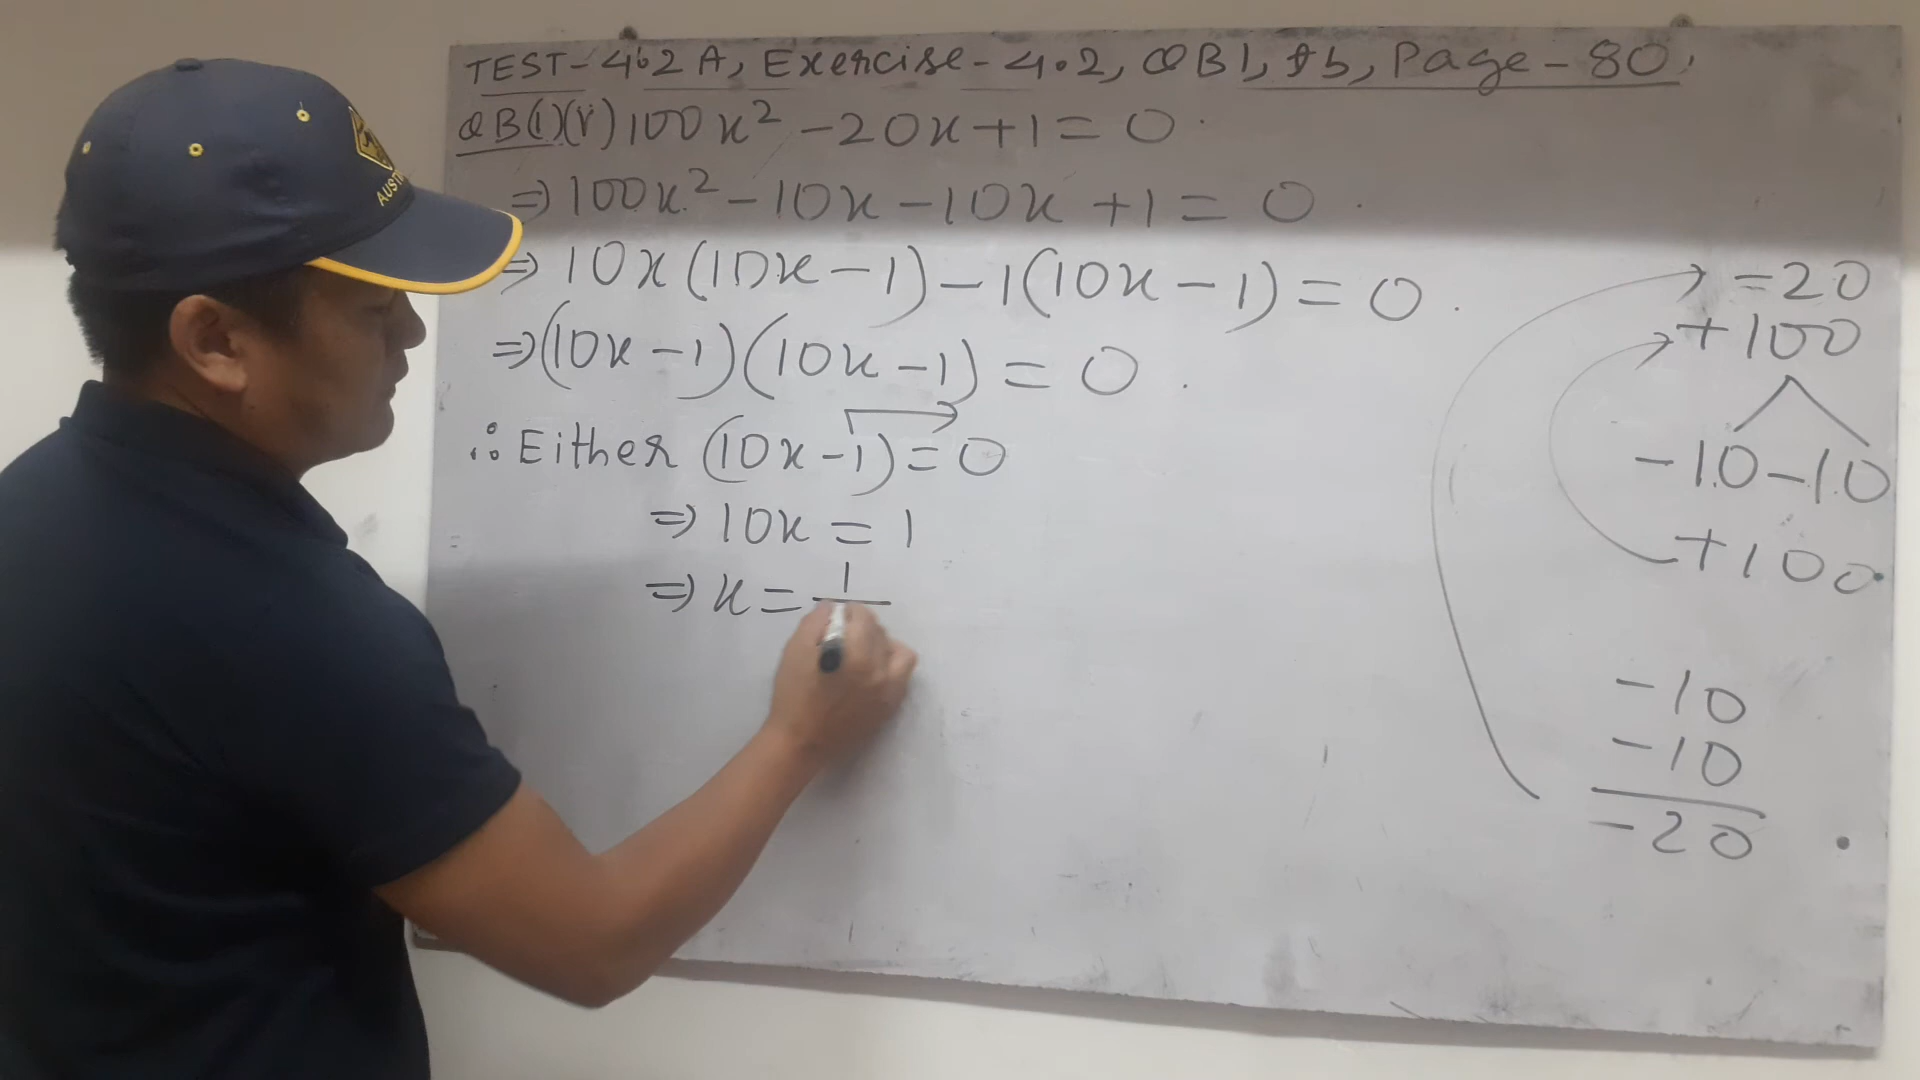 TEST-4.2A, Exercise-4.2, QB1, tb, Page-80.
QB(1)(v) 100x² -20x+1=0
⇒100x² -10x-10x +1=0
⇒ 10x(10x-1)-1(10x-1)=0
⇒(10x-1)(10x-1)=0
∴ Either (10x-1)=0
⇒ 10x = 1
⇒ x = 1
-20
+100
-10-10
+100
-10
-10
-20